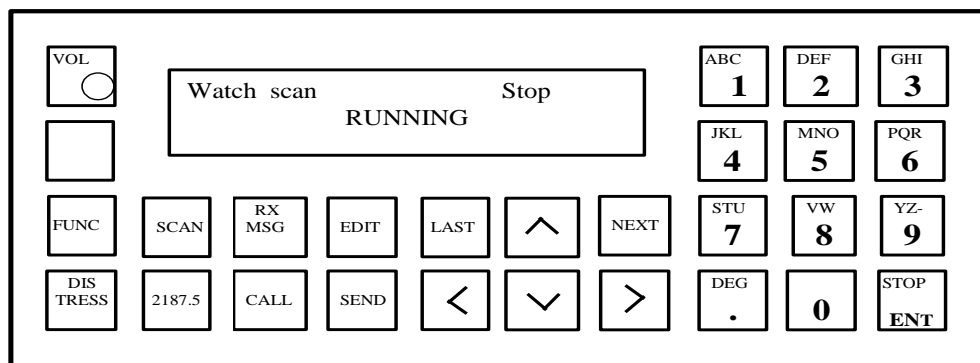 VOL
Watch scan Stop
RUNNING
ABC
1
DEF
2
GHI
3
JKL
4
MNO
5
PQR
6
FUNC
SCAN
RX
MSG
EDIT
LAST
NEXT
STU
7
VW
8
YZ-
9
DIS
TRESS
2187.5
CALL
SEND
DEG
.
0
STOP
ENT